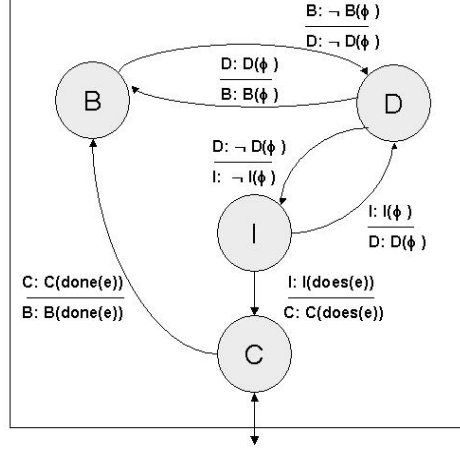 B: ¬ B(ϕ )
D: ¬ D(ϕ )
D: D(ϕ )
B: B(ϕ )
B
D
D: ¬ D(ϕ )
I: ¬ I(ϕ )
I
I: I(ϕ )
D: D(ϕ )
C: C(done(e))
B: B(done(e))
I: I(does(e))
C: C(does(e))
C